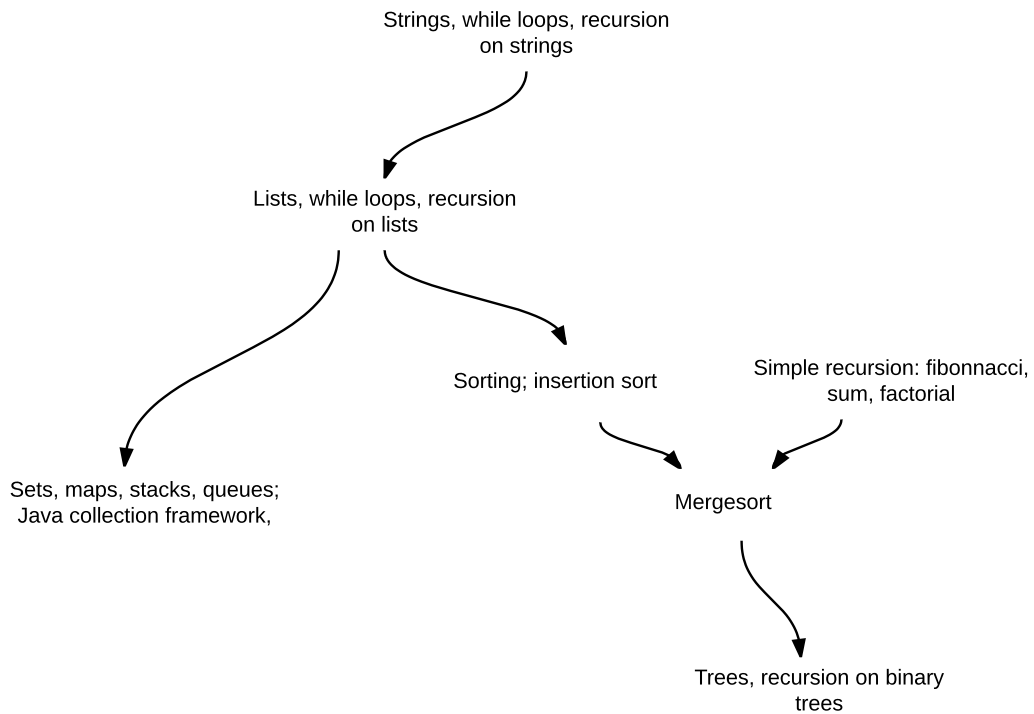 Strings, while loops, recursion
on strings
Lists, while loops, recursion
on lists
Sorting; insertion sort
Simple recursion: fibonnacci,
sum, factorial
Sets, maps, stacks, queues;
Java collection framework,
Mergesort
Trees, recursion on binary
trees